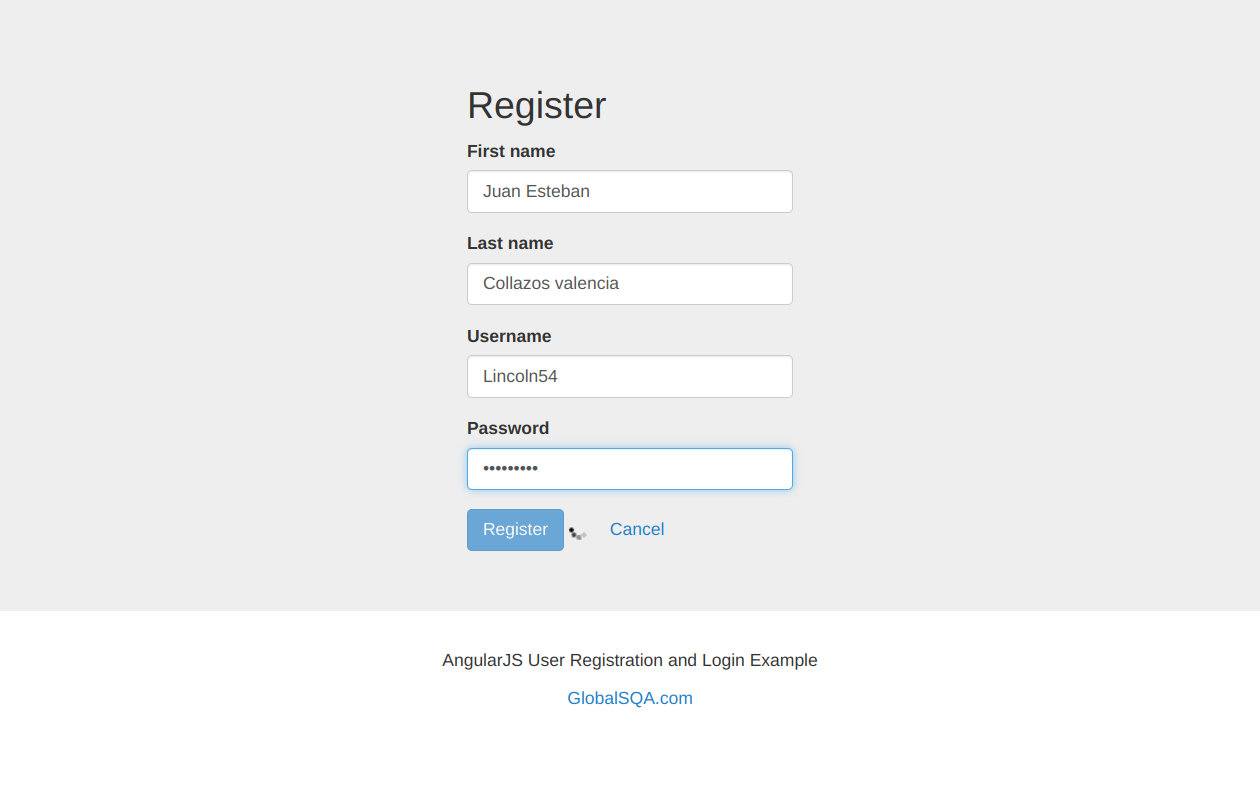 Register
First name
Juan Esteban
Last name
Collazos valencia
Username
Lincoln54
Password
•••••••••
Register Cancel
AngularJS User Registration and Login Example
GlobalSQA.com